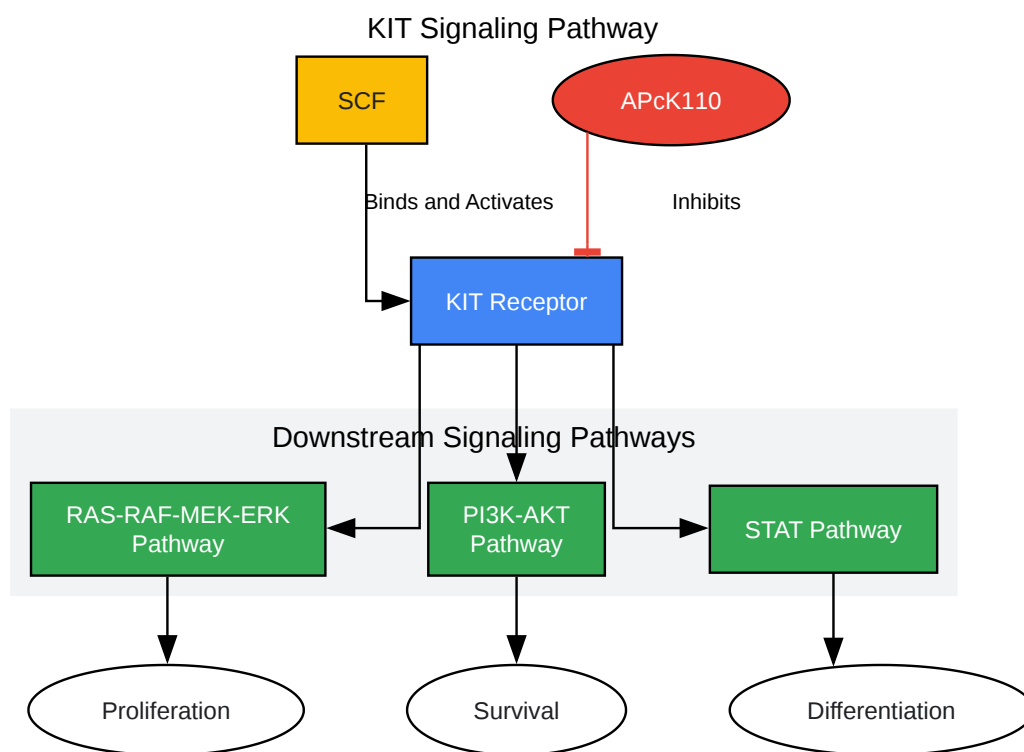 KIT Signaling Pathway
SCF
APcK110
Binds and Activates
Inhibits
KIT Receptor
Downstream Signaling Pathways
RAS-RAF-MEK-ERK
Pathway
PI3K-AKT
Pathway
STAT Pathway
Proliferation
Survival
Differentiation